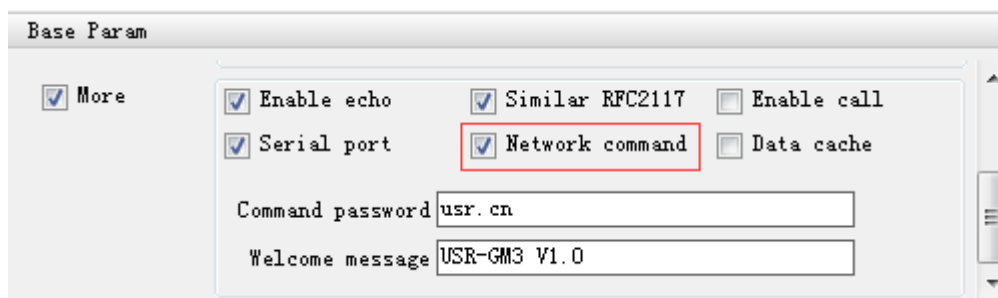 Base Param
More
Enable echo Similar RFC2117 Enable call
Serial port Network command Data cache
Command password usr.cn
Welcome message USR-GM3 V1.0